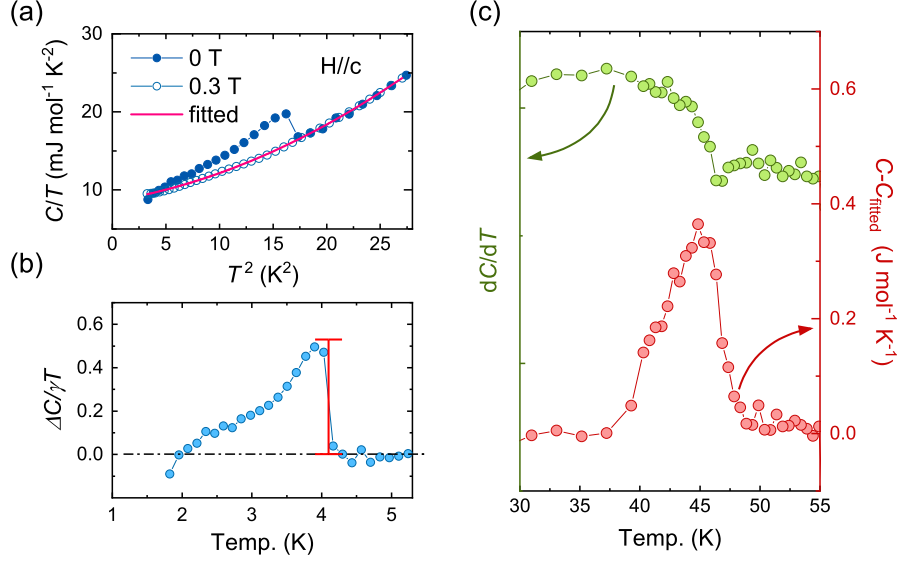 (a)
C/T (mJ mol⁻¹ K⁻²)
30
20
10
0 T
0.3 T
fitted
H//c
0 5 10 15 20 25
T² (K²)
(b)
ΔC/γT
0.6
0.4
0.2
0.0
1 2 3 4 5
Temp. (K)
(c)
dC/dT
0.6
0.4
0.2
0.0
C-C_fitted (J mol⁻¹ K⁻¹)
30 35 40 45 50 55
Temp. (K)